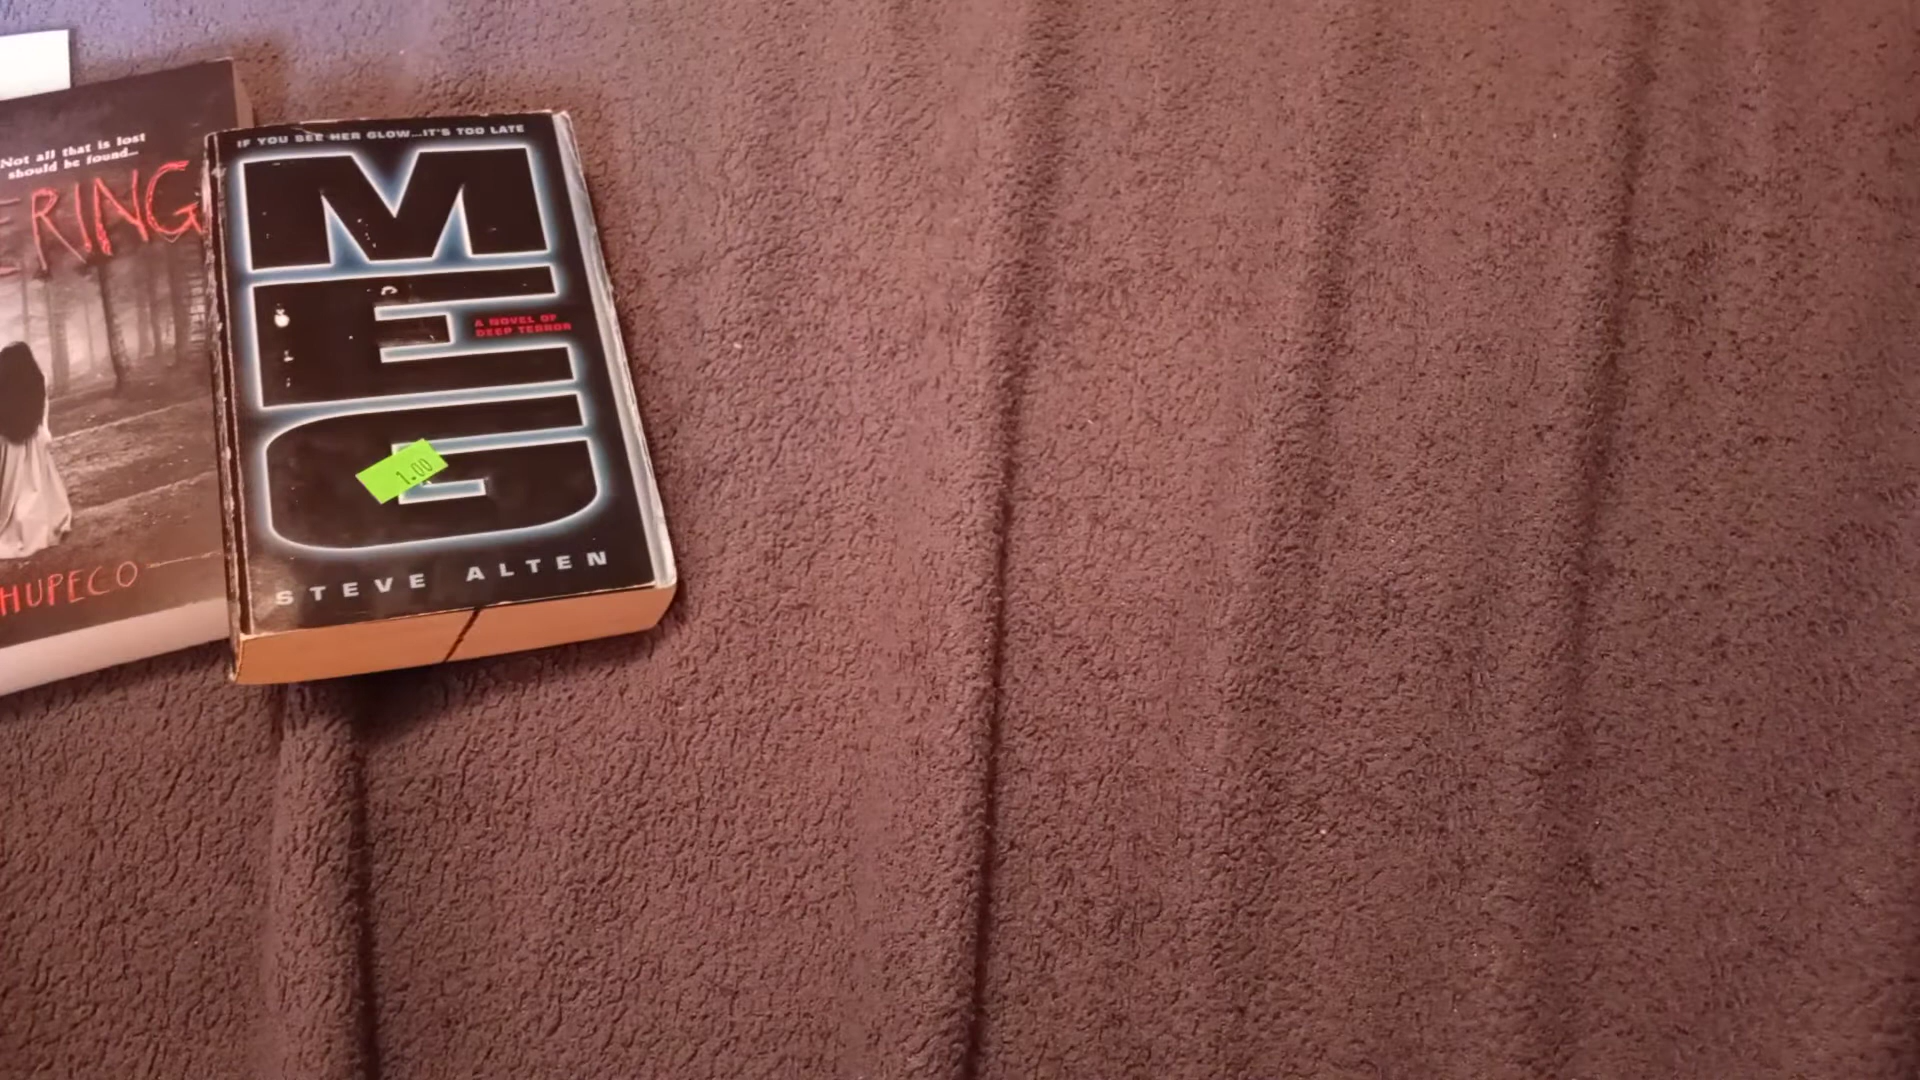 Not all that is lost
should be found...
ERING
HUPECO
IF YOU SEE HER GLOW...IT'S TOO LATE
MEG
A NOVEL OF
DEEP TERROR
1.00
STEVE ALTEN